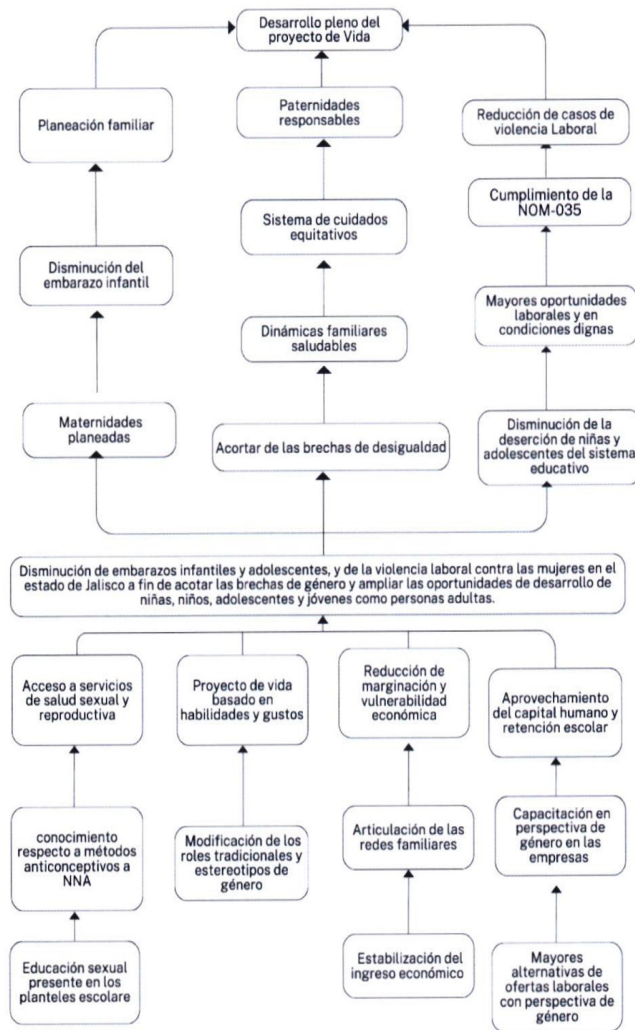 Desarrollo pleno del
proyecto de Vida
Planeación familiar
Paternidades
responsables
Reducción de casos de
violencia Laboral
Cumplimiento de la
NOM-035
Sistema de cuidados
equitativos
Disminución del
embarazo infantil
Mayores oportunidades
laborales y en
condiciones dignas
Dinámicas familiares
saludables
Maternidades
planeadas
Acortar de las brechas de desigualdad
Disminución de la
deserción de niñas y
adolescentes del sistema
educativo
Disminución de embarazos infantiles y adolescentes, y de la violencia laboral contra las mujeres en el
estado de Jalisco a fin de acotar las brechas de género y ampliar las oportunidades de desarrollo de
niñas, niños, adolescentes y jóvenes como personas adultas.
Acceso a servicios
de salud sexual y
reproductiva
Proyecto de vida
basado en
habilidades y gustos
Reducción de
marginación y
vulnerabilidad
económica
Aprovechamiento
del capital humano y
retención escolar
conocimiento
respecto a métodos
anticonceptivos a
NNA
Modificación de los
roles tradicionales y
estereotipos de
género
Articulación de las
redes familiares
Capacitación en
perspectiva de
género en las
empresas
Educación sexual
presente en los
planteles escolare
Estabilización del
ingreso económico
Mayores
alternativas de
ofertas laborales
con perspectiva de
género